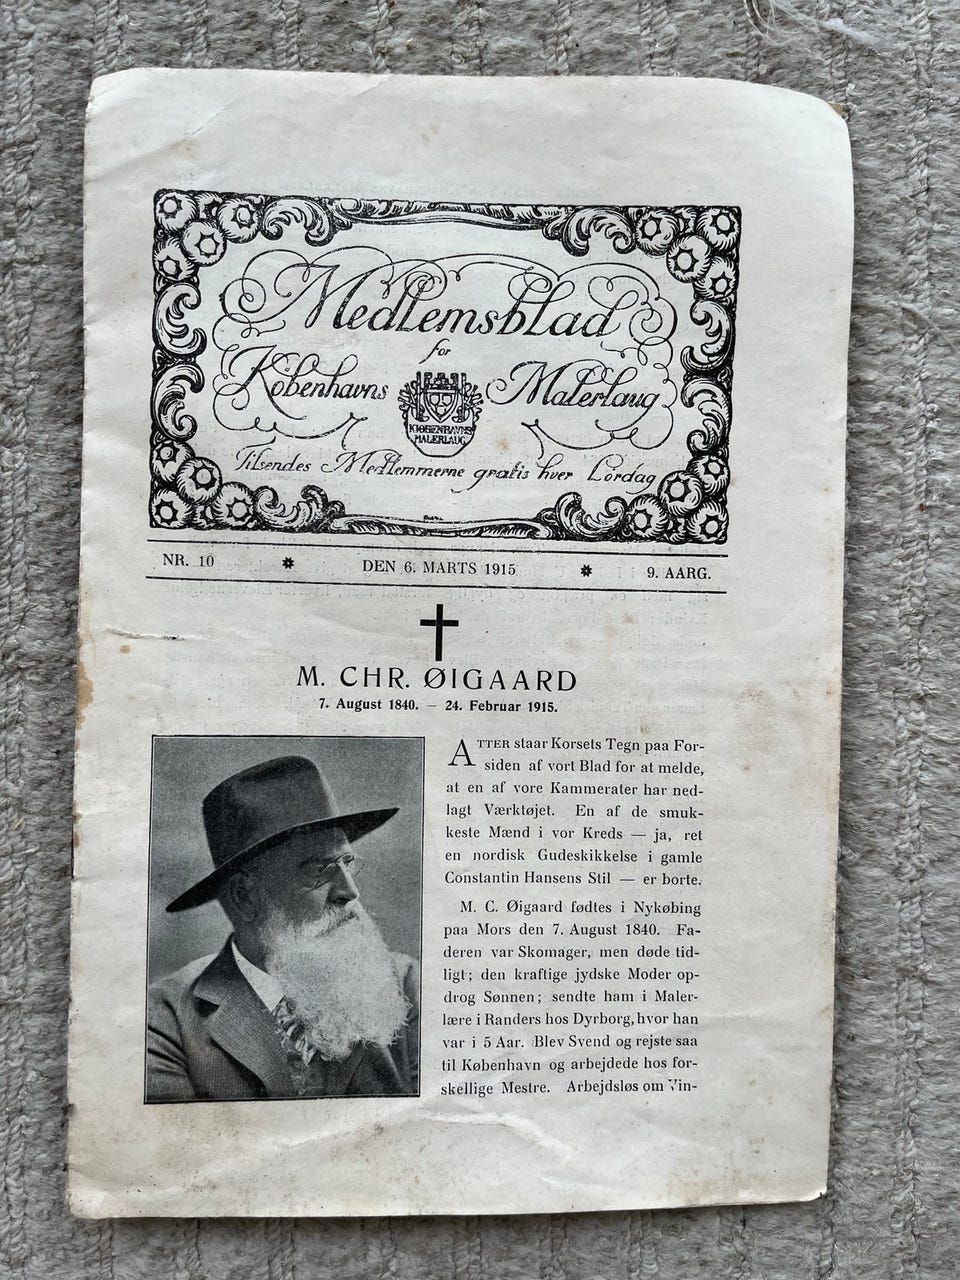 Medlemsblad
for
Københavns Malerlaug
KJØBENHAVNS
MALERLAUG
Tilsendes Medlemmerne gratis hver Lørdag
NR. 10 DEN 6. MARTS 1915 9. AARG.
M. CHR. ØIGAARD
7. August 1840. — 24. Februar 1915.
ATTER staar Korsets Tegn paa For-
siden af vort Blad for at melde,
at en af vore Kammerater har ned-
lagt Værktøjet. En af de smuk-
keste Mænd i vor Kreds — ja, ret
en nordisk Gudeskikkelse i gamle
Constantin Hansens Stil — er borte.
M. C. Øigaard fødtes i Nykøbing
paa Mors den 7. August 1840. Fa-
deren var Skomager, men døde tid-
ligt; den kraftige jydske Moder op-
drog Sønnen; sendte ham i Maler-
lære i Randers hos Dyrborg, hvor han
var i 5 Aar. Blev Svend og rejste saa
til København og arbejdede hos for-
skellige Mestre. Arbejdsløs om Vin-